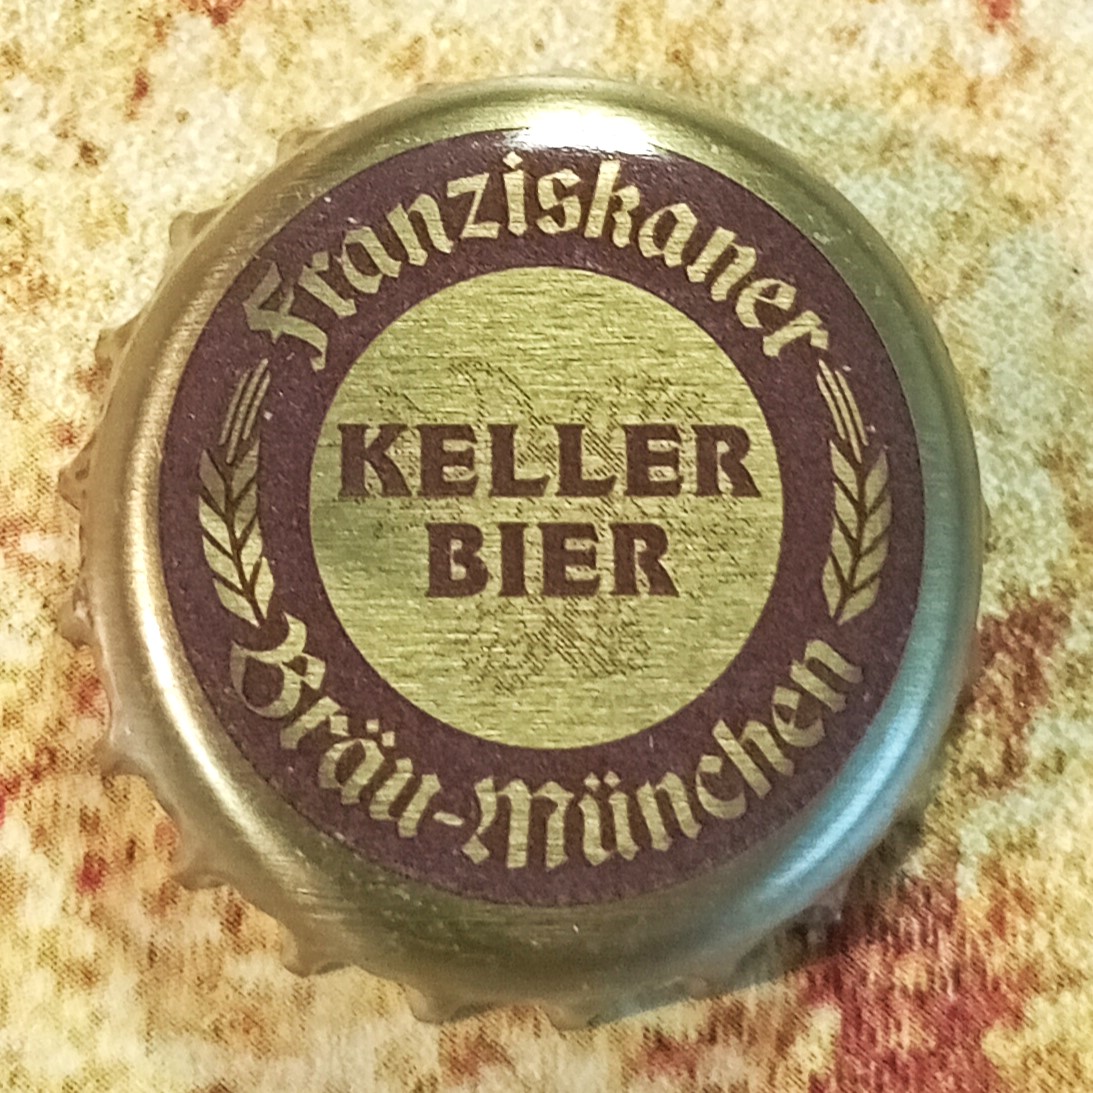 Franziskaner
KELLER
BIER
Bräu-München